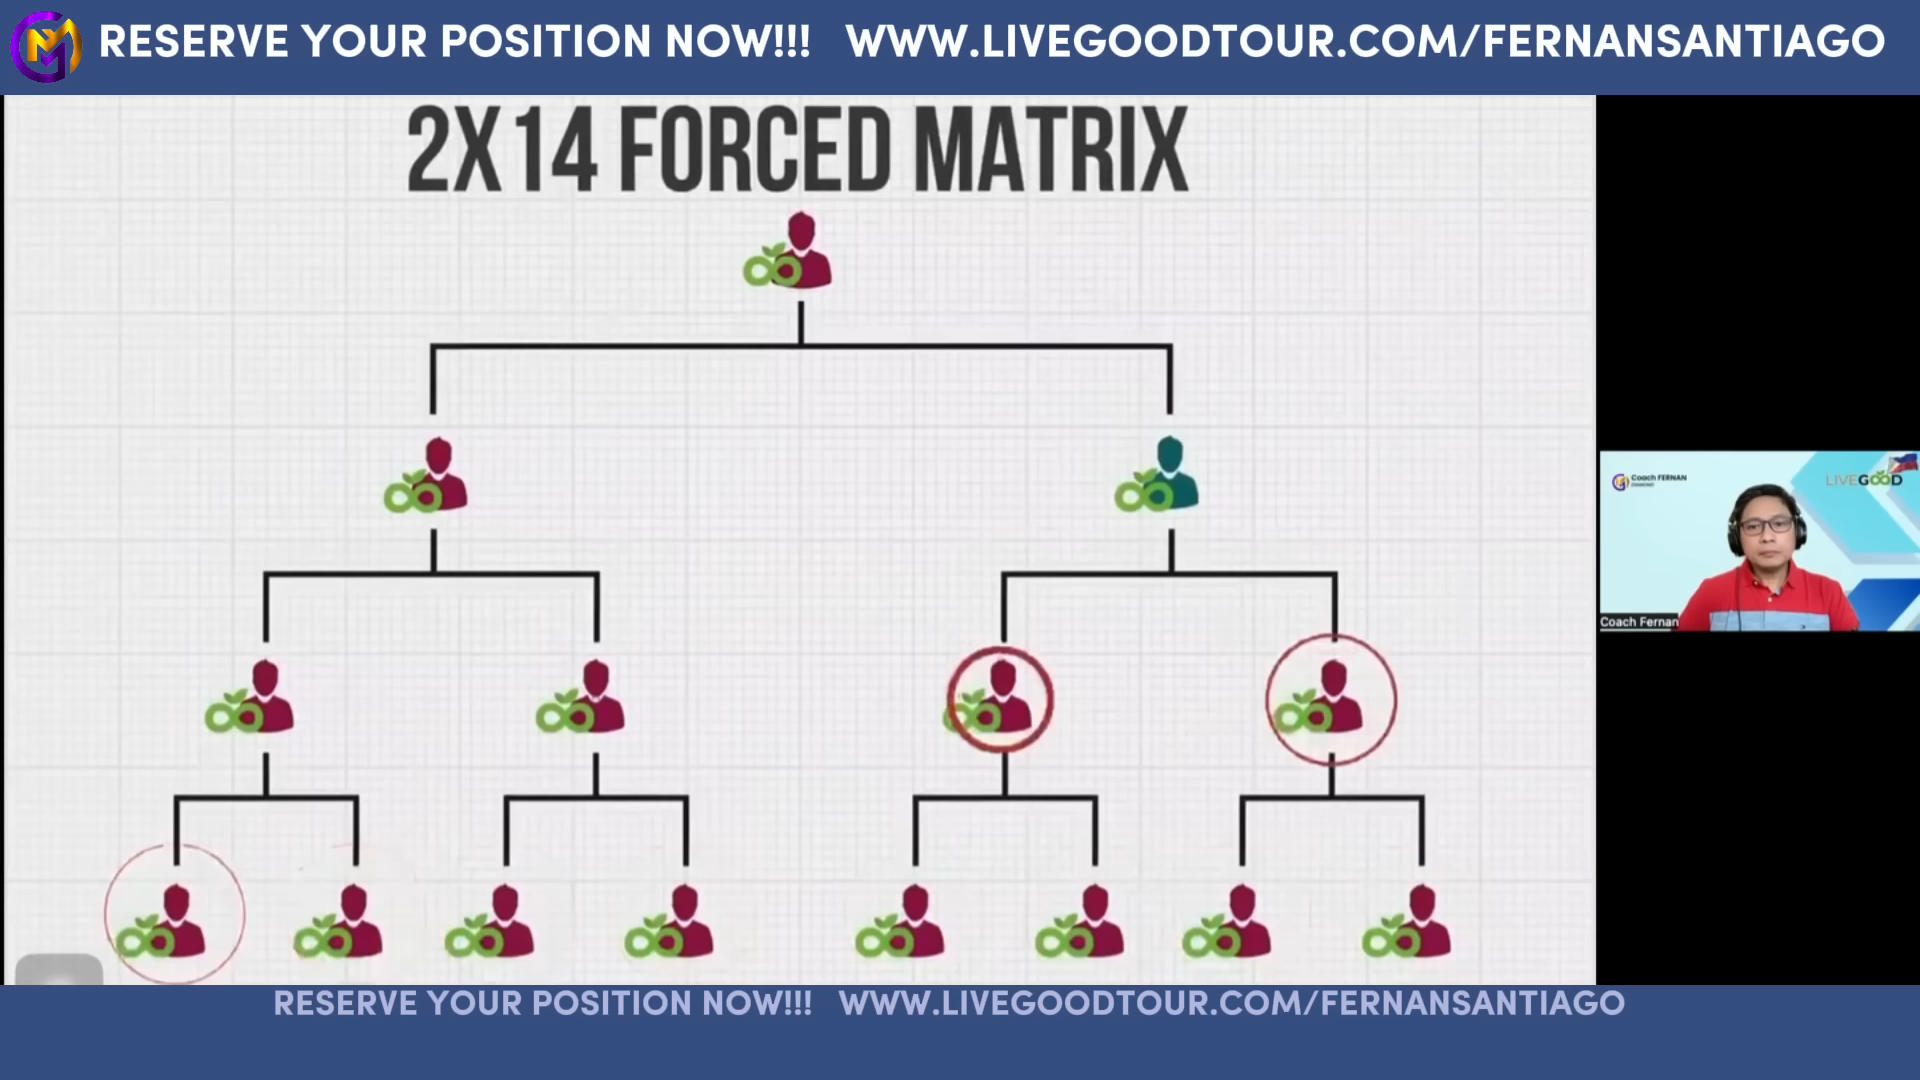 RESERVE YOUR POSITION NOW!!! WWW.LIVEGOODTOUR.COM/FERNANSANTIAGO
2X14 FORCED MATRIX
Coach FERNAN
DIAMOND
LIVEGOOD
Coach Fernan
RESERVE YOUR POSITION NOW!!! WWW.LIVEGOODTOUR.COM/FERNANSANTIAGO